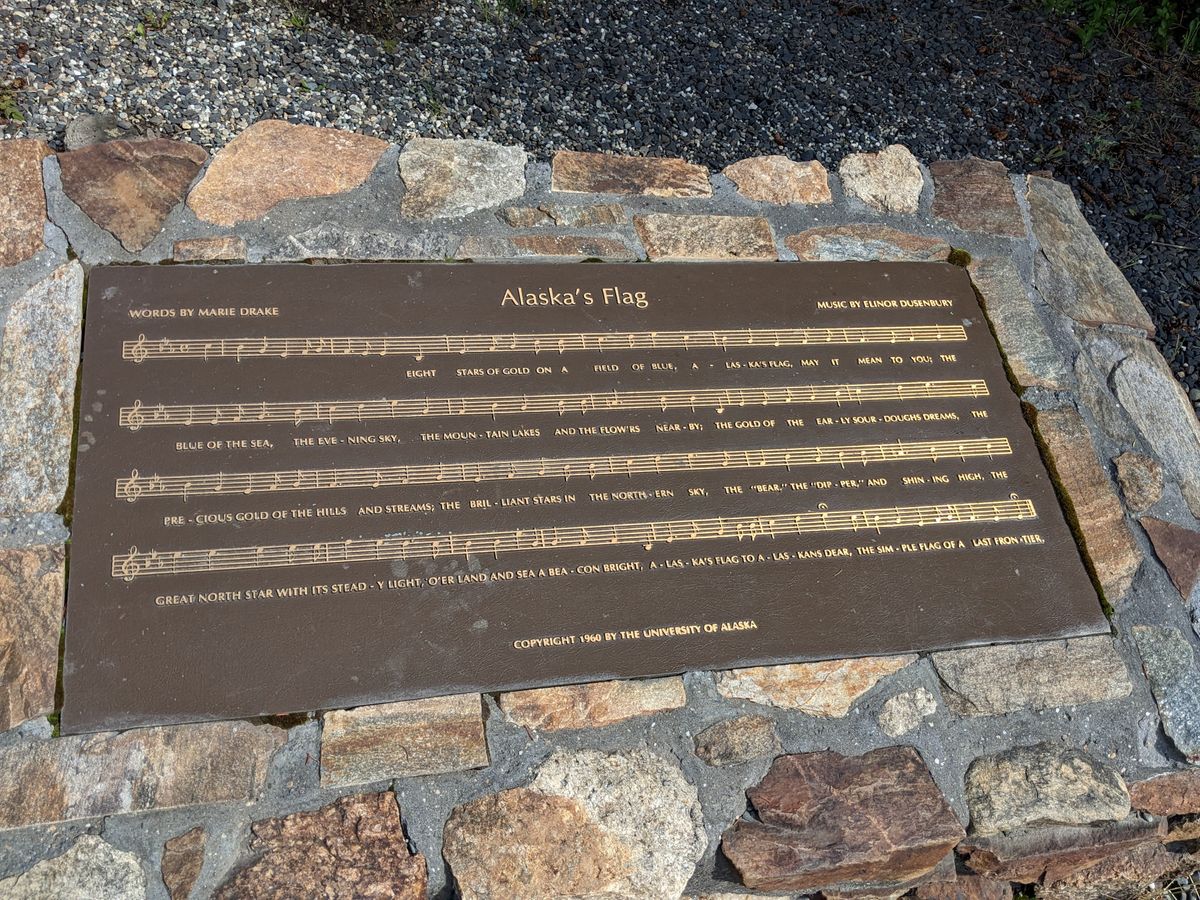 Alaska's Flag
WORDS BY MARIE DRAKE
MUSIC BY ELINOR DUSENBURY
EIGHT STARS OF GOLD ON A FIELD OF BLUE, A - LAS - KA'S FLAG, MAY IT MEAN TO YOU; THE
BLUE OF THE SEA, THE EVE - NING SKY, THE MOUN - TAIN LAKES AND THE FLOW'RS NEAR - BY; THE GOLD OF THE EAR - LY SOUR - DOUGHS DREAMS, THE
PRE - CIOUS GOLD OF THE HILLS AND STREAMS; THE BRIL - LIANT STARS IN THE NORTH - ERN SKY, THE "BEAR," THE "DIP - PER," AND SHIN - ING HIGH, THE
GREAT NORTH STAR WITH ITS STEAD - Y LIGHT, O'ER LAND AND SEA A BEA - CON BRIGHT, A - LAS - KA'S FLAG TO A - LAS - KANS DEAR, THE SIM - PLE FLAG OF A LAST FRON - TIER.
COPYRIGHT 1960 BY THE UNIVERSITY OF ALASKA